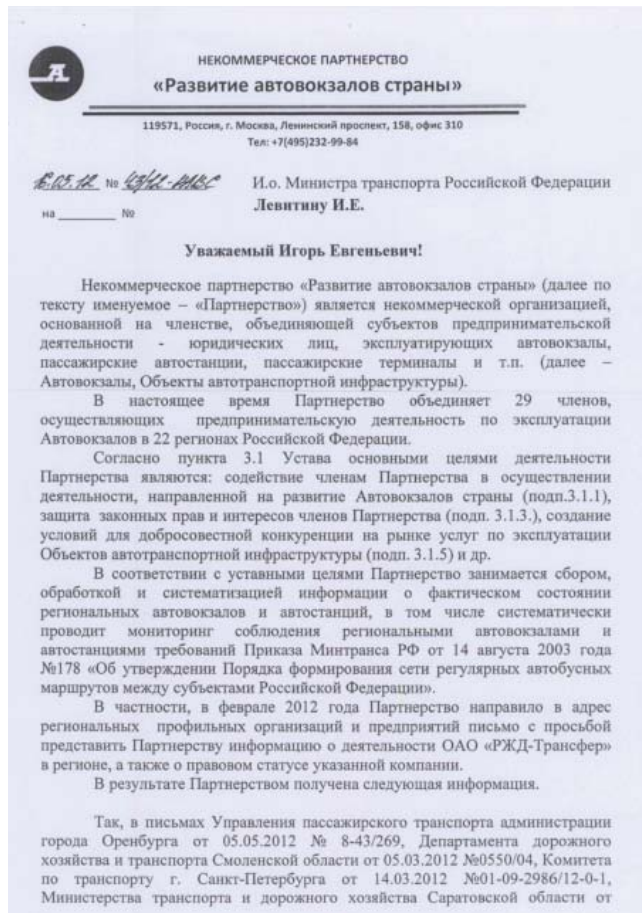 НЕКОММЕРЧЕСКОЕ ПАРТНЕРСТВО
«Развитие автовокзалов страны»
119571, Россия, г. Москва, Ленинский проспект, 158, офис 310
Тел: +7(495)232-99-84
№
И.о. Министра транспорта Российской Федерации
на ________ №
Левитину И.Е.
Уважаемый Игорь Евгеньевич!
Некоммерческое партнерство «Развитие автовокзалов страны» (далее по
тексту именуемое – «Партнерство») является некоммерческой организацией,
основанной на членстве, объединяющей субъектов предпринимательской
деятельности - юридических лиц, эксплуатирующих автовокзалы,
пассажирские автостанции, пассажирские терминалы и т.п. (далее –
Автовокзалы, Объекты автотранспортной инфраструктуры).
В настоящее время Партнерство объединяет 29 членов,
осуществляющих предпринимательскую деятельность по эксплуатации
Автовокзалов в 22 регионах Российской Федерации.
Согласно пункта 3.1 Устава основными целями деятельности
Партнерства являются: содействие членам Партнерства в осуществлении
деятельности, направленной на развитие Автовокзалов страны (подп.3.1.1),
защита законных прав и интересов членов Партнерства (подп. 3.1.3.), создание
условий для добросовестной конкуренции на рынке услуг по эксплуатации
Объектов автотранспортной инфраструктуры (подп. 3.1.5) и др.
В соответствии с уставными целями Партнерство занимается сбором,
обработкой и систематизацией информации о фактическом состоянии
региональных автовокзалов и автостанций, в том числе систематически
проводит мониторинг соблюдения региональными автовокзалами и
автостанциями требований Приказа Минтранса РФ от 14 августа 2003 года
№178 «Об утверждении Порядка формирования сети регулярных автобусных
маршрутов между субъектами Российской Федерации».
В частности, в феврале 2012 года Партнерство направило в адрес
региональных профильных организаций и предприятий письмо с просьбой
представить Партнерству информацию о деятельности ОАО «РЖД-Трансфер»
в регионе, а также о правовом статусе указанной компании.
В результате Партнерством получена следующая информация.
Так, в письмах Управления пассажирского транспорта администрации
города Оренбурга от 05.05.2012 № 8-43/269, Департамента дорожного
хозяйства и транспорта Смоленской области от 05.03.2012 №0550/04, Комитета
по транспорту г. Санкт-Петербурга от 14.03.2012 №01-09-2986/12-0-1,
Министерства транспорта и дорожного хозяйства Саратовской области от